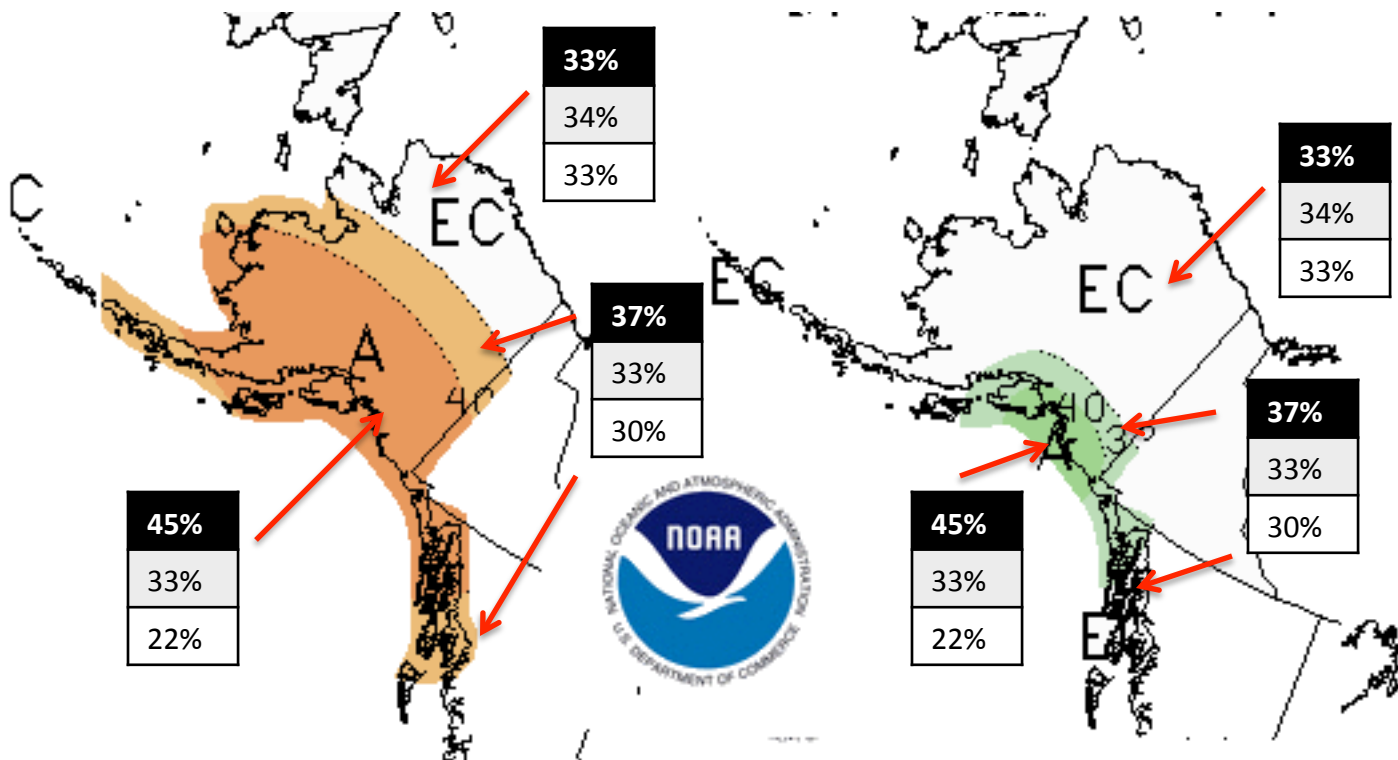 33%
34%
33%
C
EC
37%
33%
30%
A
40
45%
33%
22%
NATIONAL OCEANIC AND ATMOSPHERIC ADMINISTRATION
NOAA
U.S. DEPARTMENT OF COMMERCE
33%
34%
33%
EC
EC
37%
33%
30%
40
A
45%
33%
22%